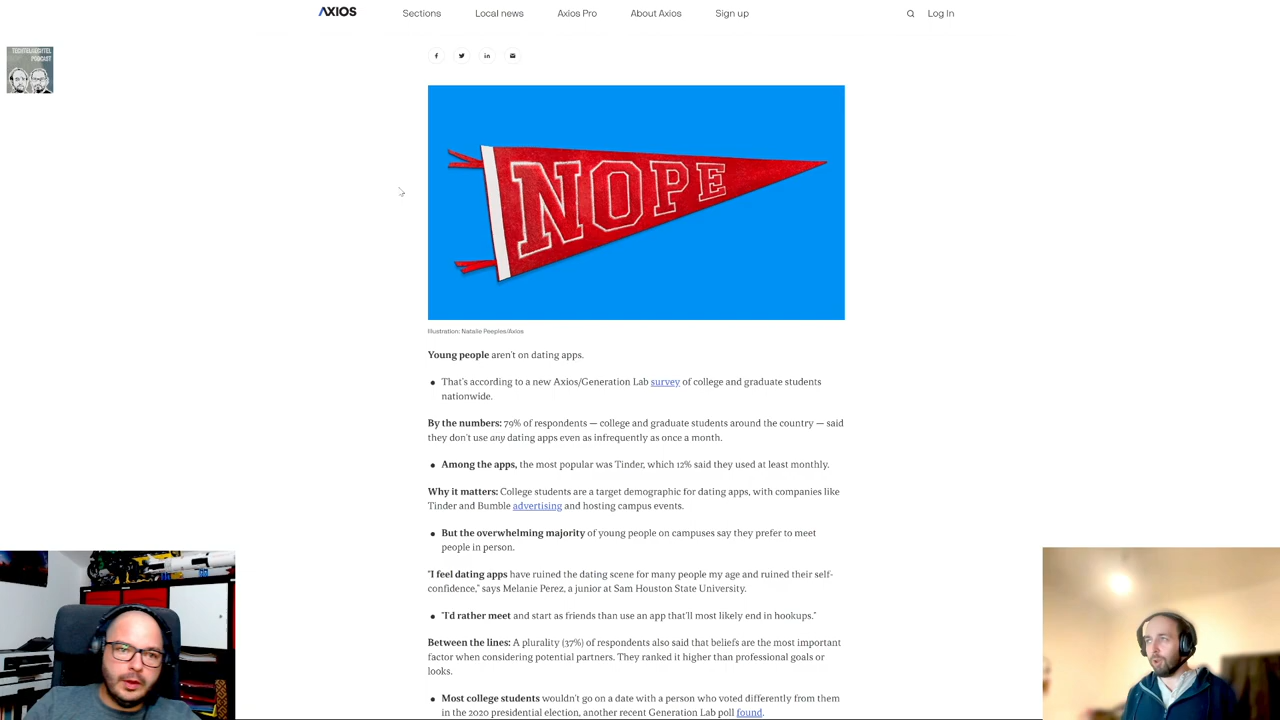 AXIOS
Sections
Local news
Axios Pro
About Axios
Sign up
Log In
PODCAST
NOPE
Illustration: Natalie Peeples/Axios
Young people aren't on dating apps.
That's according to a new Axios/Generation Lab survey of college and graduate students
nationwide.
By the numbers: 79% of respondents — college and graduate students around the country — said
they don't use any dating apps even as infrequently as once a month.
Among the apps, the most popular was Tinder, which 12% said they used at least monthly.
Why it matters: College students are a target demographic for dating apps, with companies like
Tinder and Bumble advertising and hosting campus events.
But the overwhelming majority of young people on campuses say they prefer to meet
people in person.
"I feel dating apps have ruined the dating scene for many people my age and ruined their self-
confidence," says Melanie Perez, a junior at Sam Houston State University.
"I'd rather meet and start as friends than use an app that'll most likely end in hookups."
Between the lines: A plurality (37%) of respondents also said that beliefs are the most important
factor when considering potential partners. They ranked it higher than professional goals or
looks.
Most college students wouldn't go on a date with a person who voted differently from them
in the 2020 presidential election, another recent Generation Lab poll found.